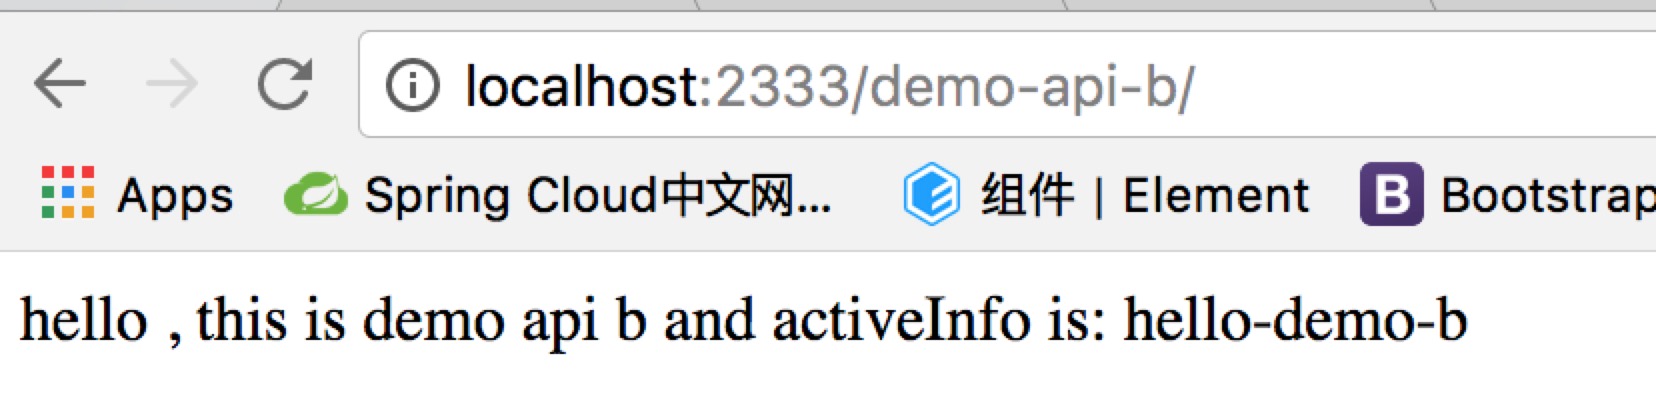 localhost:2333/demo-api-b/
Apps Spring Cloud中文网... 组件 | Element B Bootstrap
hello , this is demo api b and activeInfo is: hello-demo-b